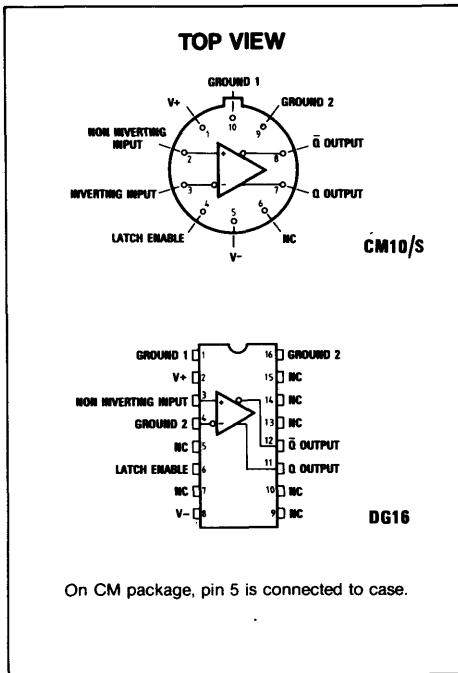 TOP VIEW
GROUND 1
V+
GROUND 2
10
1
9
NON INVERTING
INPUT
2
+
8
Q̅ OUTPUT
INVERTING INPUT
3
−
7
Q OUTPUT
4
5
6
LATCH ENABLE
NC
V−
CM10/S
GROUND 1 1 16 GROUND 2
V+ 2 15 NC
NON INVERTING INPUT 3 + 14 NC
GROUND 2 4 − 13 NC
NC 5 12 Q̅ OUTPUT
LATCH ENABLE 6 11 Q OUTPUT
NC 7 10 NC
V− 8 9 NC
DG16
On CM package, pin 5 is connected to case.